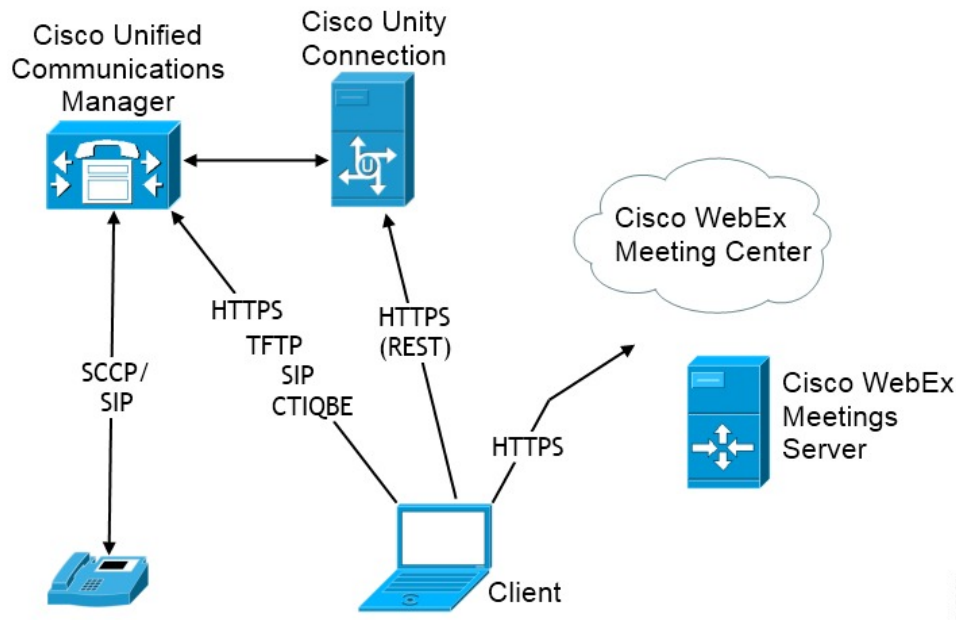 Cisco Unified
Communications
Manager
Cisco Unity
Connection
U
Cisco WebEx
Meeting Center
HTTPS
TFTP
SIP
CTIQBE
HTTPS
(REST)
SCCP/
SIP
HTTPS
Cisco WebEx
Meetings
Server
Client